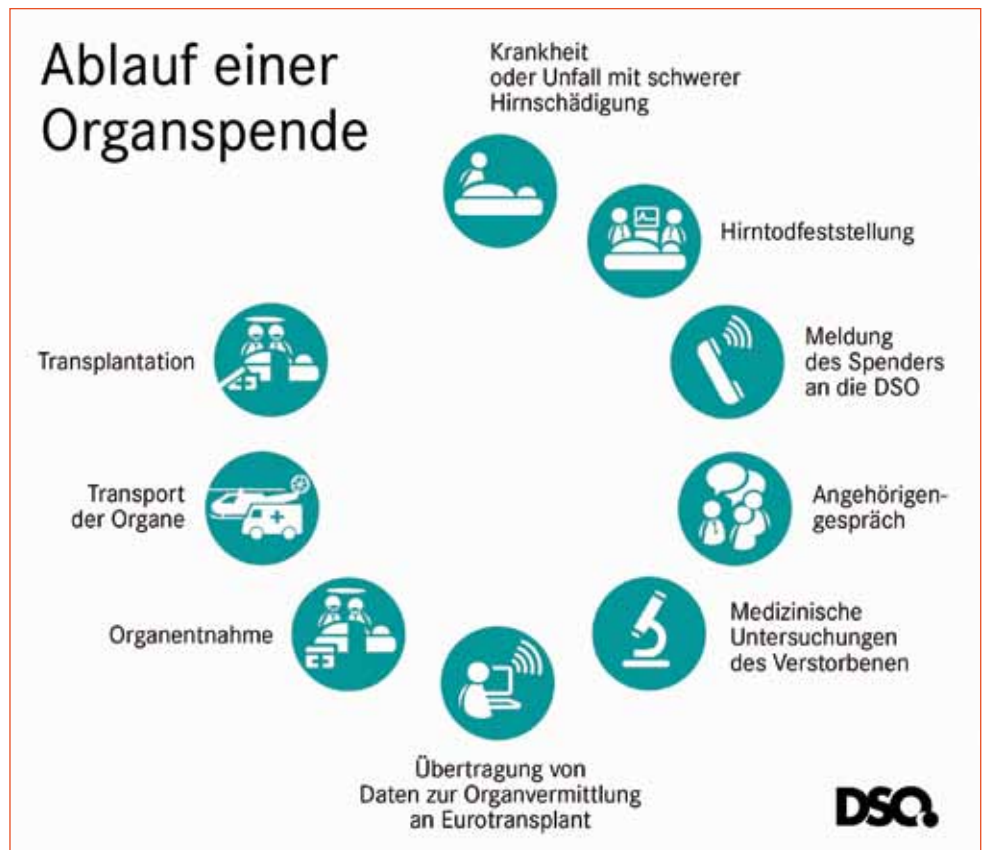 Ablauf einer
Organspende
Krankheit
oder Unfall mit schwerer
Hirnschädigung
Hirntodfeststellung
Meldung
des Spenders
an die DSO
Angehörigen-
gespräch
Medizinische
Untersuchungen
des Verstorbenen
Übertragung von
Daten zur Organvermittlung
an Eurotransplant
Organentnahme
Transport
der Organe
Transplantation
DSO